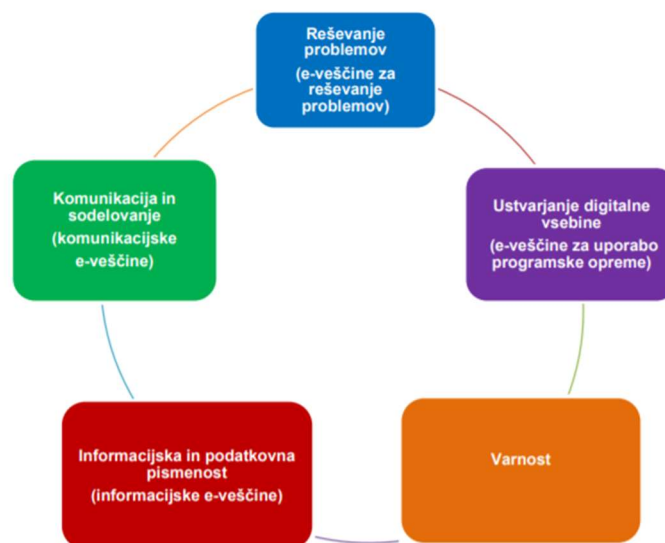 Reševanje
problemov
(e-veščine za
reševanje
problemov)
Komunikacija in
sodelovanje
(komunikacijske
e-veščine)
Ustvarjanje digitalne
vsebine
(e-veščine za uporabo
programske opreme)
Informacijska in podatkovna
pismenost
(informacijske e-veščine)
Varnost